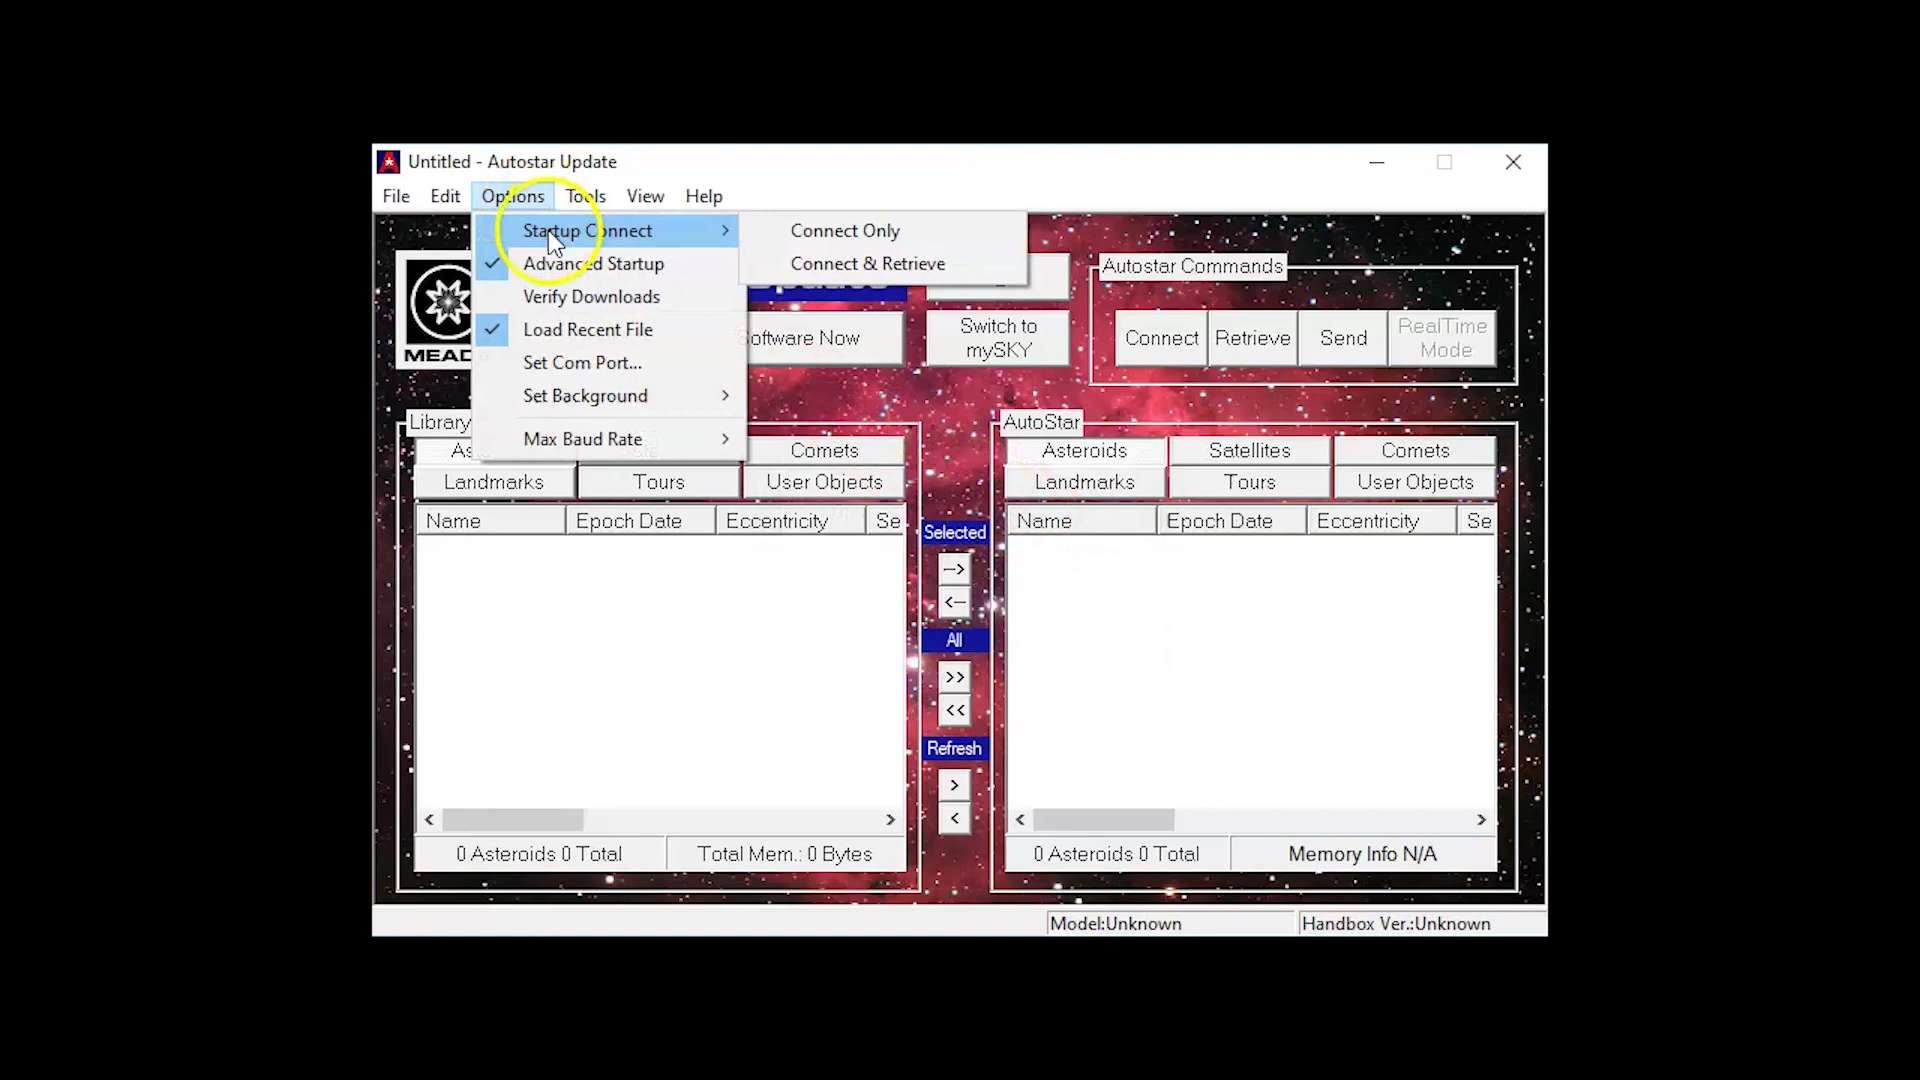 Untitled - Autostar Update
File Edit Options Tools View Help
Startup Connect
Advanced Startup
Verify Downloads
Load Recent File
Set Com Port...
Set Background
Max Baud Rate
Connect Only
Connect & Retrieve
MEAD
Software Now
Switch to
mySKY
Autostar Commands
Connect Retrieve Send RealTime
Mode
Library
Comets
Landmarks Tours User Objects
Name Epoch Date Eccentricity Se
0 Asteroids 0 Total Total Mem.: 0 Bytes
Selected
-->
<--
All
>>
<<
Refresh
>
<
AutoStar
Asteroids Satellites Comets
Landmarks Tours User Objects
Name Epoch Date Eccentricity Se
0 Asteroids 0 Total Memory Info N/A
Model:Unknown Handbox Ver.:Unknown